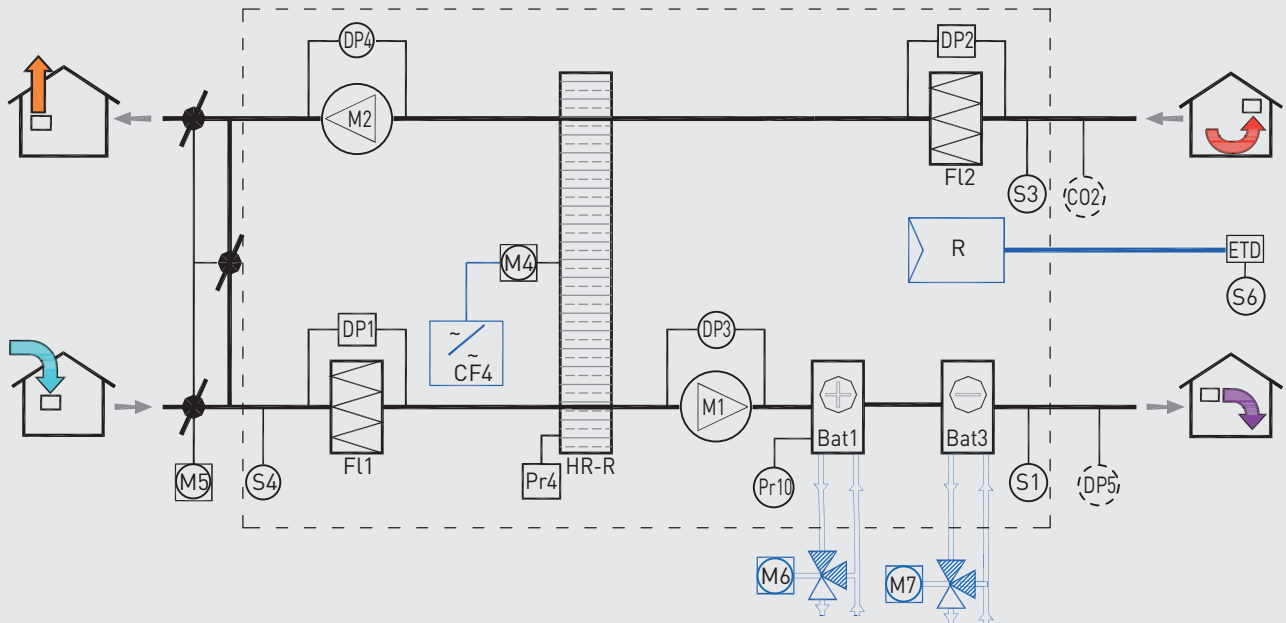 DP4
DP2
M2
Fl2
S3
CO2
R
ETD
M4
S6
DP1
DP3
~
~
CF4
M1
Bat1
Bat3
Fl1
HR-R
M5
S4
Pr4
Pr10
S1
DP5
M6
M7